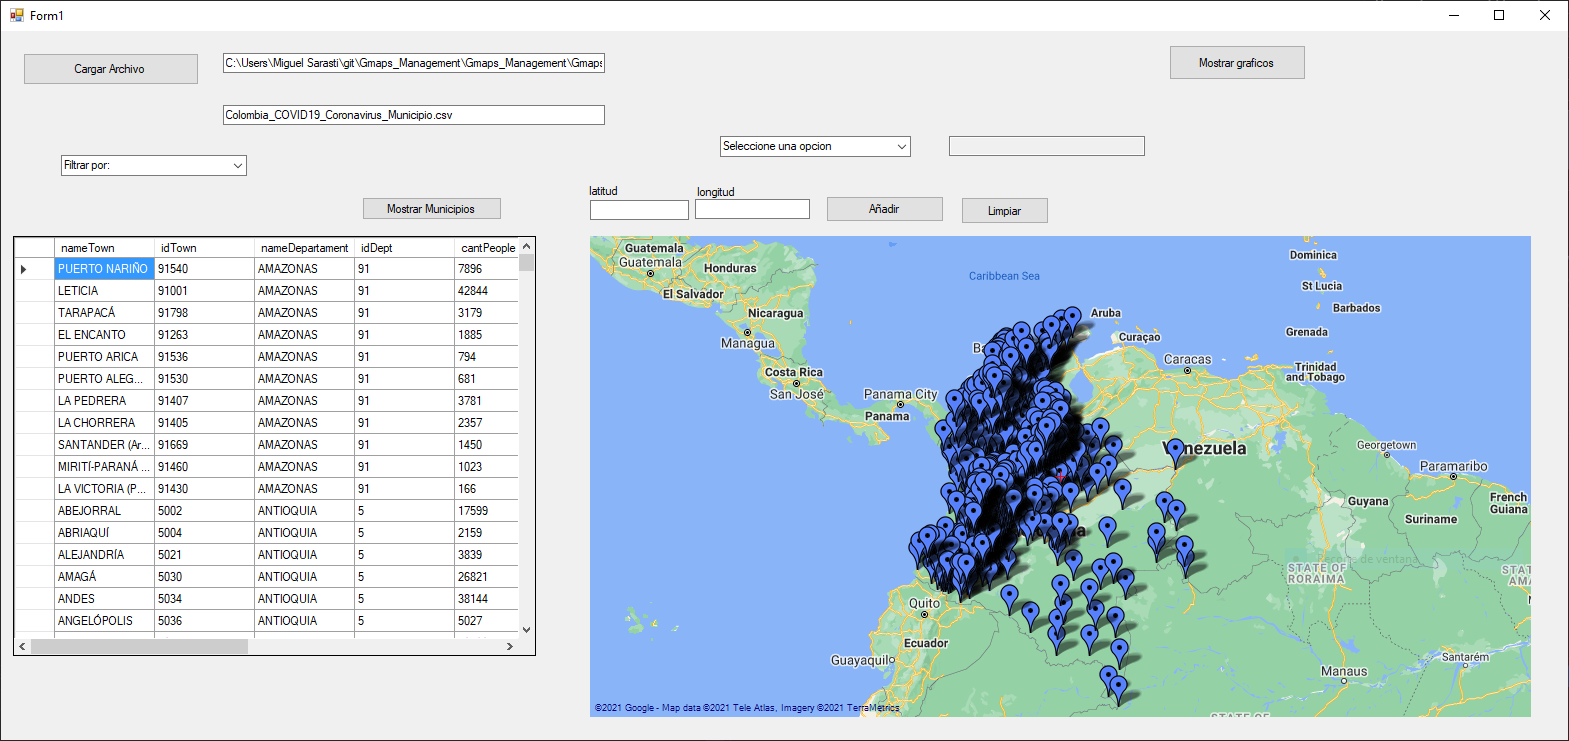 Form1
Cargar Archivo
C:\Users\Miguel Sarasti\git\Gmaps_Management\Gmaps_Management\Gmaps
Mostrar graficos
Colombia_COVID19_Coronavirus_Municipio.csv
Seleccione una opcion
Filtrar por:
latitud
longitud
Mostrar Municipios
Añadir
Limpiar
nameTown idTown nameDepartament idDept cantPeople
PUERTO NARIÑO 91540 AMAZONAS 91 7896
LETICIA 91001 AMAZONAS 91 42844
TARAPACÁ 91798 AMAZONAS 91 3179
EL ENCANTO 91263 AMAZONAS 91 1885
PUERTO ARICA 91536 AMAZONAS 91 794
PUERTO ALEG... 91530 AMAZONAS 91 681
LA PEDRERA 91407 AMAZONAS 91 3781
LA CHORRERA 91405 AMAZONAS 91 2357
SANTANDER (Ar... 91669 AMAZONAS 91 1450
MIRITÍ-PARANÁ ... 91460 AMAZONAS 91 1023
LA VICTORIA (P... 91430 AMAZONAS 91 166
ABEJORRAL 5002 ANTIOQUIA 5 17599
ABRIAQUÍ 5004 ANTIOQUIA 5 2159
ALEJANDRÍA 5021 ANTIOQUIA 5 3839
AMAGÁ 5030 ANTIOQUIA 5 26821
ANDES 5034 ANTIOQUIA 5 38144
ANGELÓPOLIS 5036 ANTIOQUIA 5 5027
Guatemala
Guatemala
Honduras
El Salvador
Nicaragua
Managua
Costa Rica
San José
Panama City
Panama
Caribbean Sea
Dominica
St Lucia
Barbados
Grenada
Aruba
Curaçao
Caracas
Trinidad
and Tobago
Venezuela
Georgetown
Paramaribo
Guyana
Suriname
French
Guiana
Recorte de ventana
STATE OF
RORAIMA
Quito
Ecuador
Guayaquil
Manaus
Santarém
STATE OF
©2021 Google - Map data ©2021 Tele Atlas, Imagery ©2021 TerraMetrics